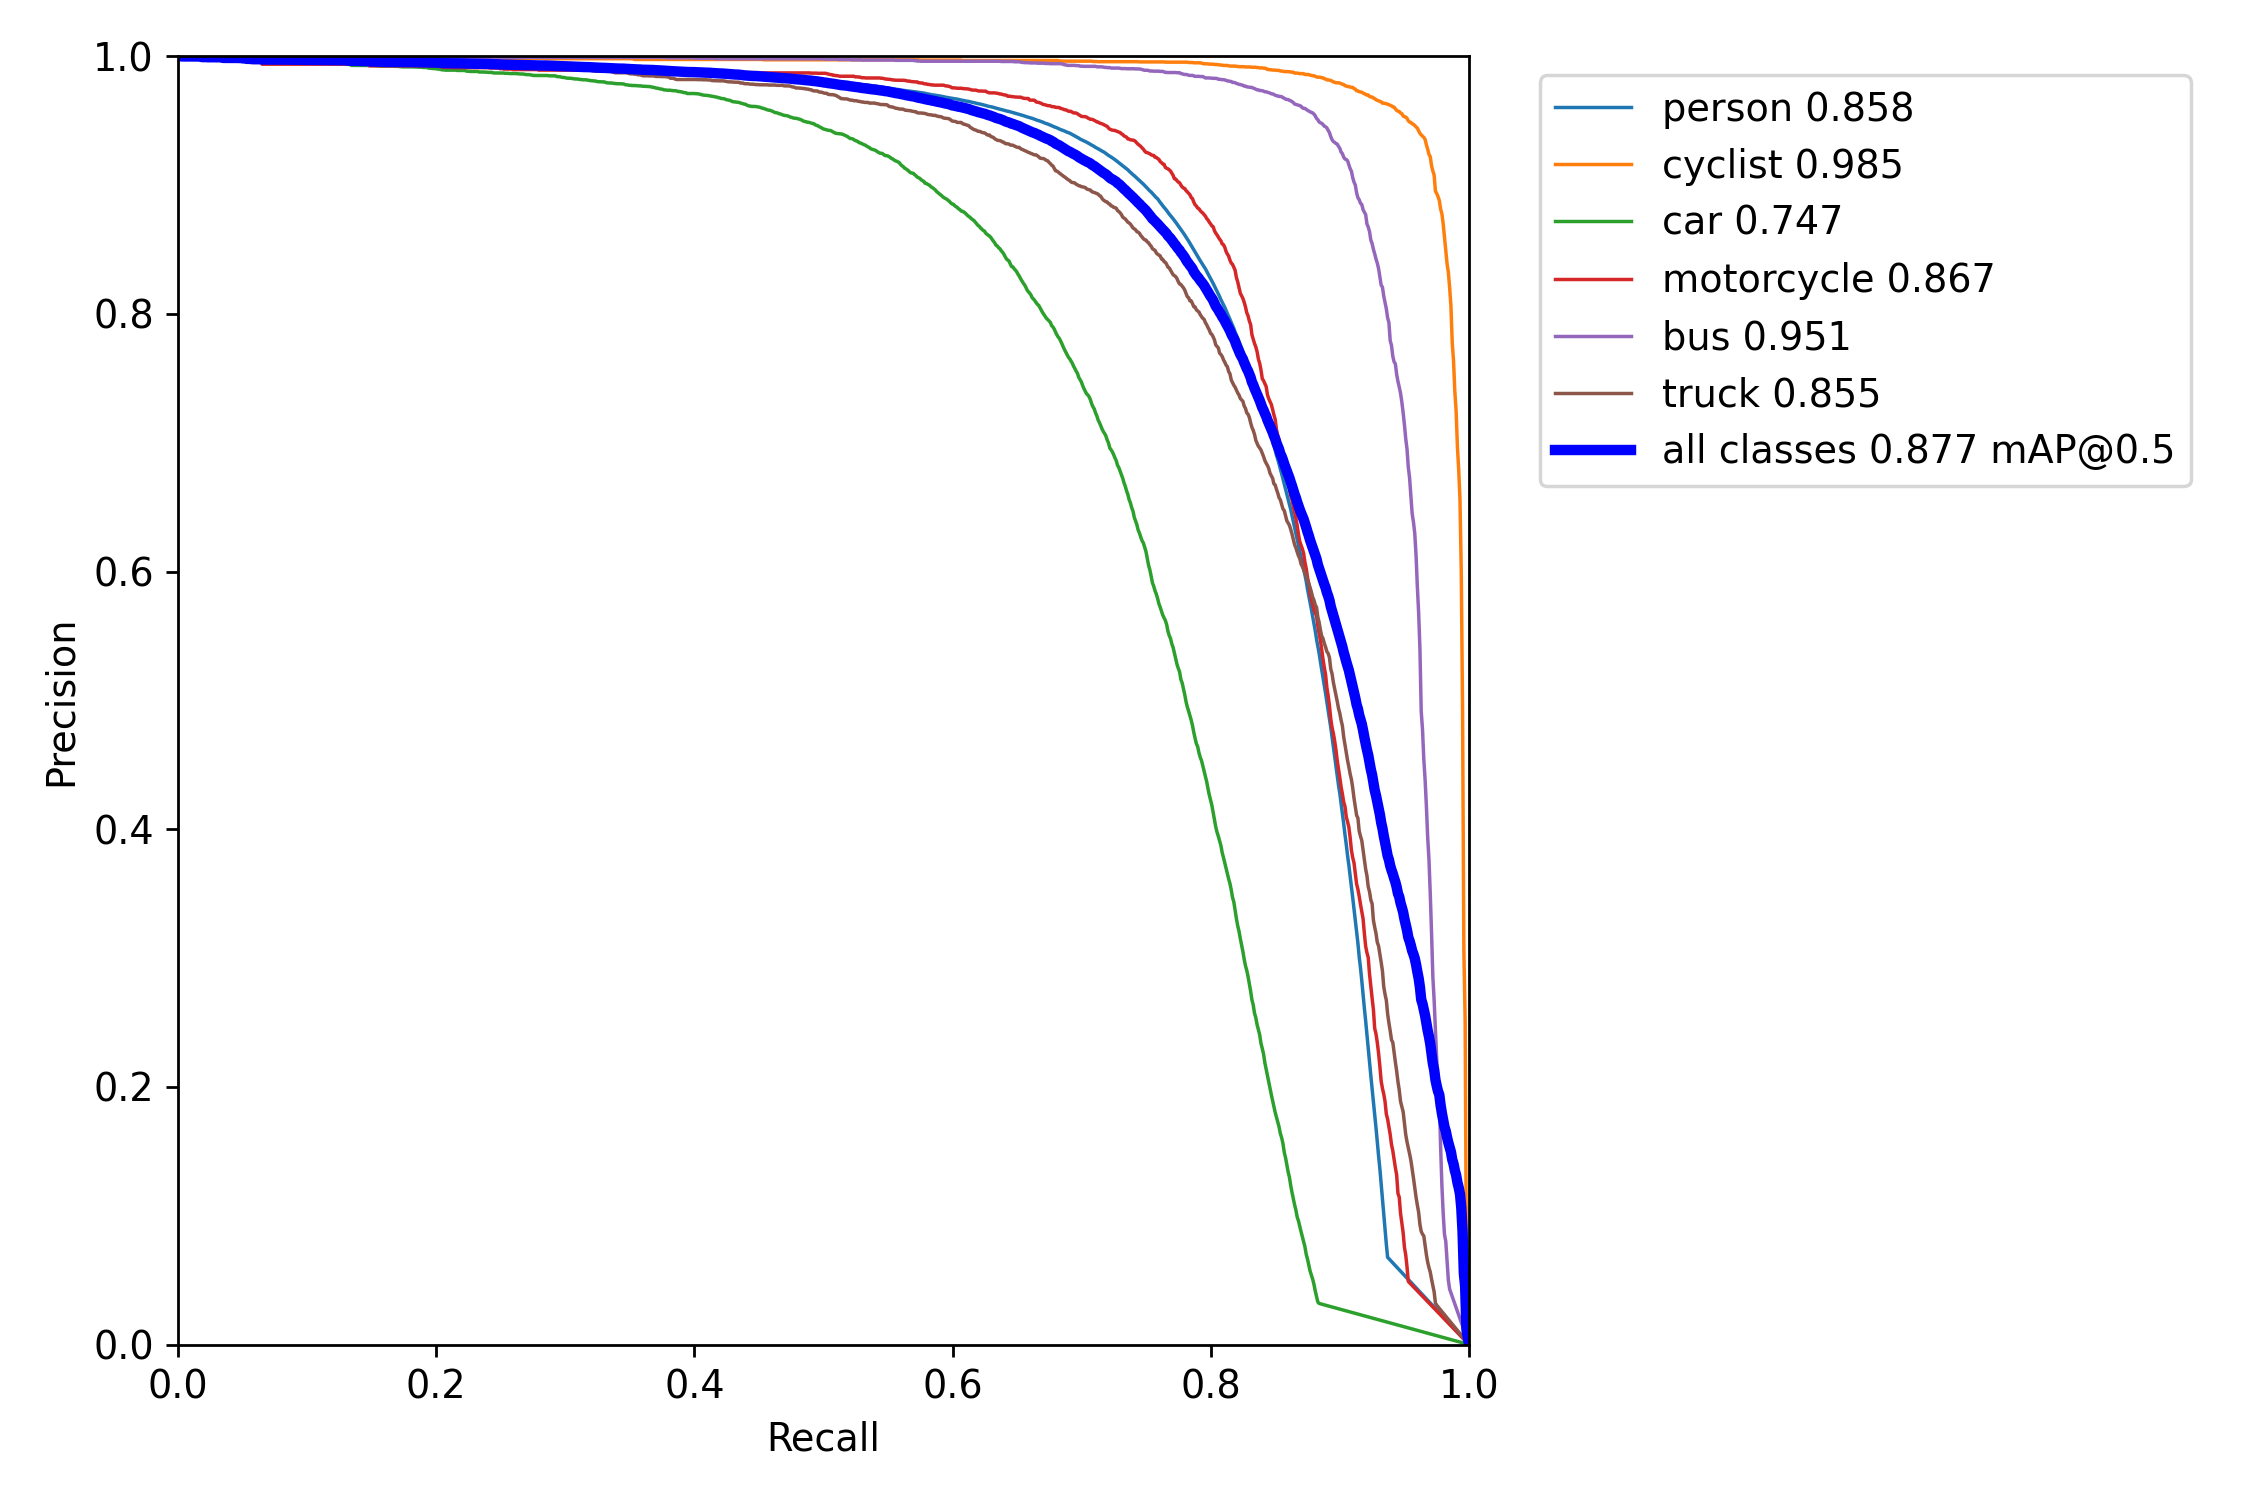 1.0
0.8
0.6
0.4
0.2
0.0
Precision
0.0 0.2 0.4 0.6 0.8 1.0
Recall
person 0.858
cyclist 0.985
car 0.747
motorcycle 0.867
bus 0.951
truck 0.855
all classes 0.877 mAP@0.5